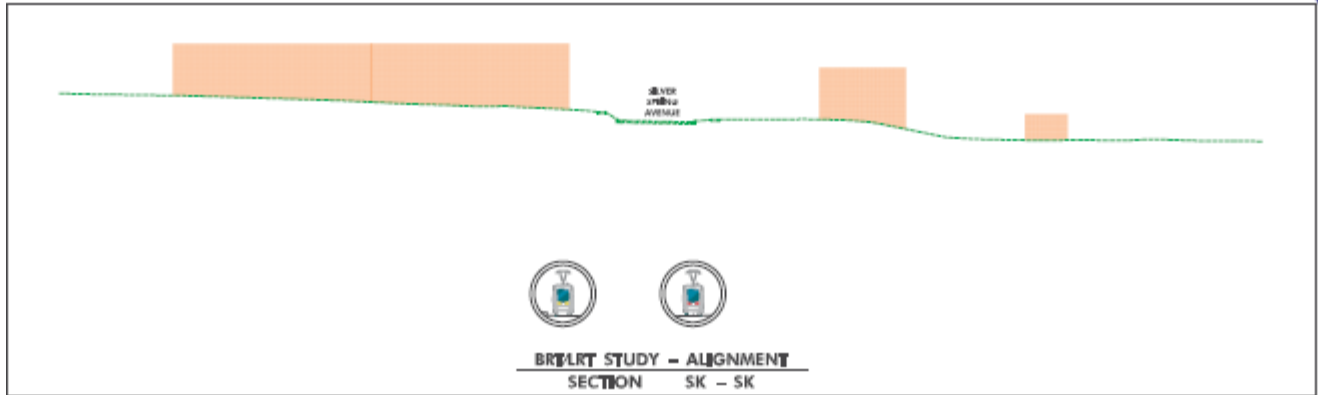 SILVER
SPRING
AVENUE
BRT/LRT STUDY – ALIGNMENT
SECTION SK – SK